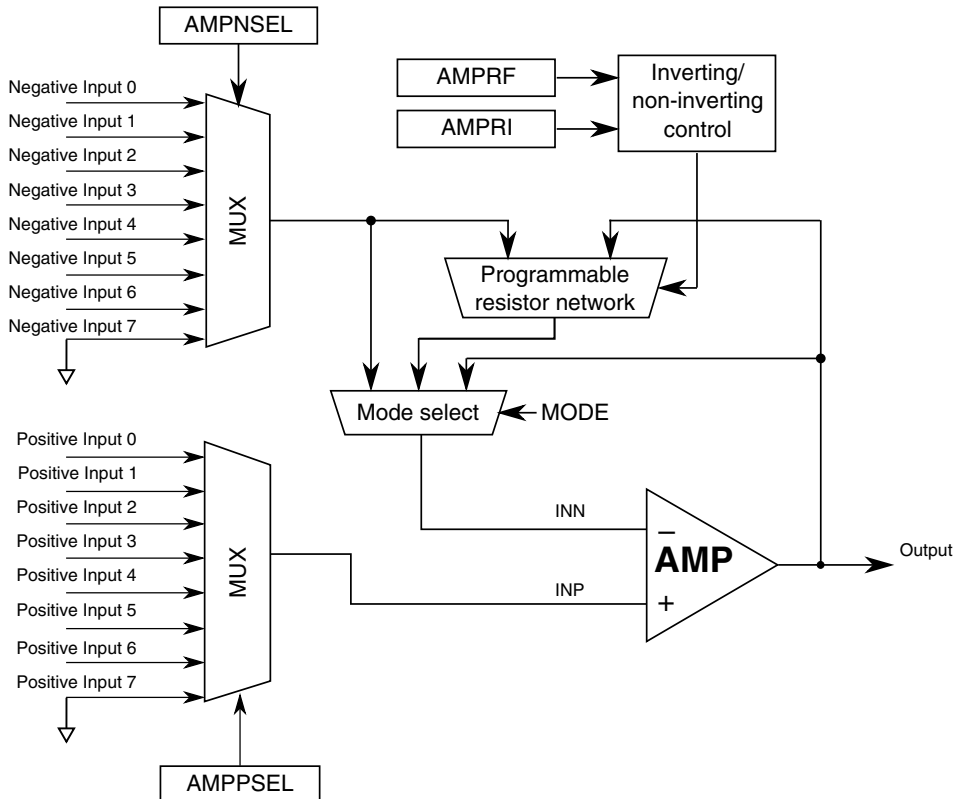 AMPNSEL
Negative Input 0
Negative Input 1
Negative Input 2
Negative Input 3
Negative Input 4
Negative Input 5
Negative Input 6
Negative Input 7
MUX
AMPRF
AMPRI
Inverting/
non-inverting
control
Programmable
resistor network
Mode select
MODE
Positive Input 0
Positive Input 1
Positive Input 2
Positive Input 3
Positive Input 4
Positive Input 5
Positive Input 6
Positive Input 7
MUX
INN
INP
−
AMP
+
Output
AMPPSEL